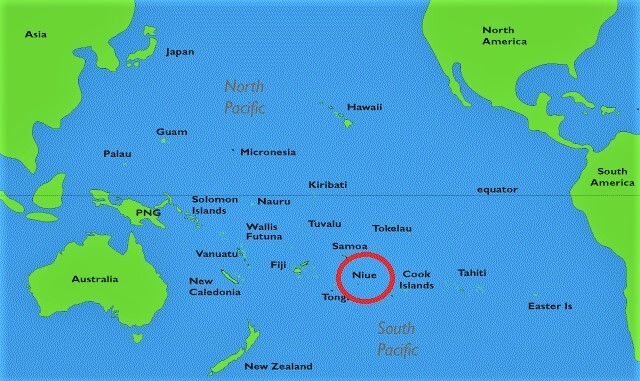 Asia
North
America
Japan
North
Pacific
Hawaii
Guam
Palau
Micronesia
South
America
Kiribati
equator
Solomon
Islands
Nauru
PNG
Wallis
Futuna
Tuvalu
Tokelau
Samoa
Vanuatu
Fiji
Niue
Cook
Islands
Tahiti
Australia
New
Caledonia
Easter Is
South
Pacific
New Zealand